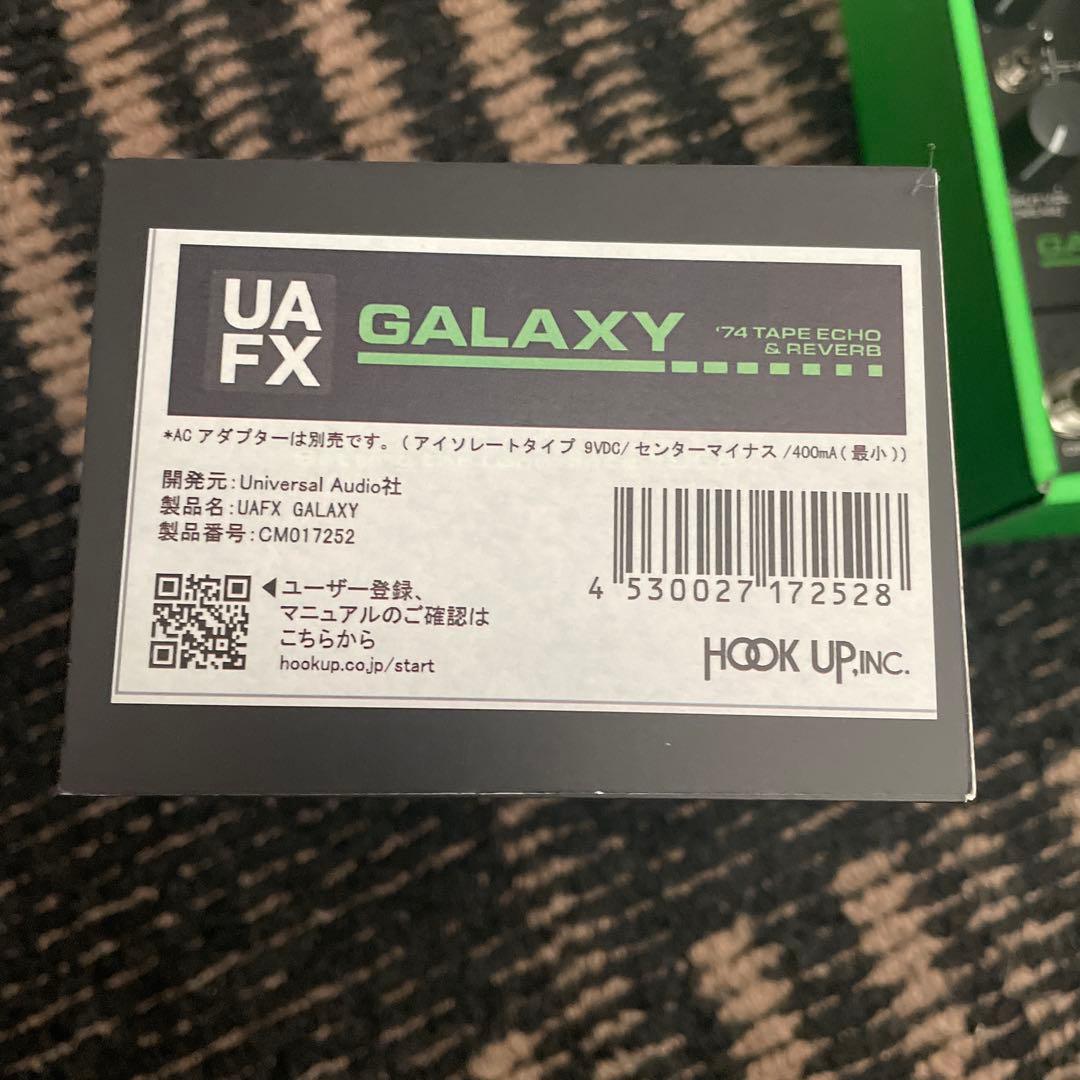 UA
FX
GALAXY
'74 TAPE ECHO
& REVERB
*AC アダプターは別売です。(アイソレートタイプ 9VDC/センターマイナス/400mA(最小))
開発元:Universal Audio社
製品名:UAFX GALAXY
製品番号:CM017252
◀ユーザー登録、
マニュアルのご確認は
こちらから
hookup.co.jp/start
4 530027 172528
HOOK UP,INC.
GA